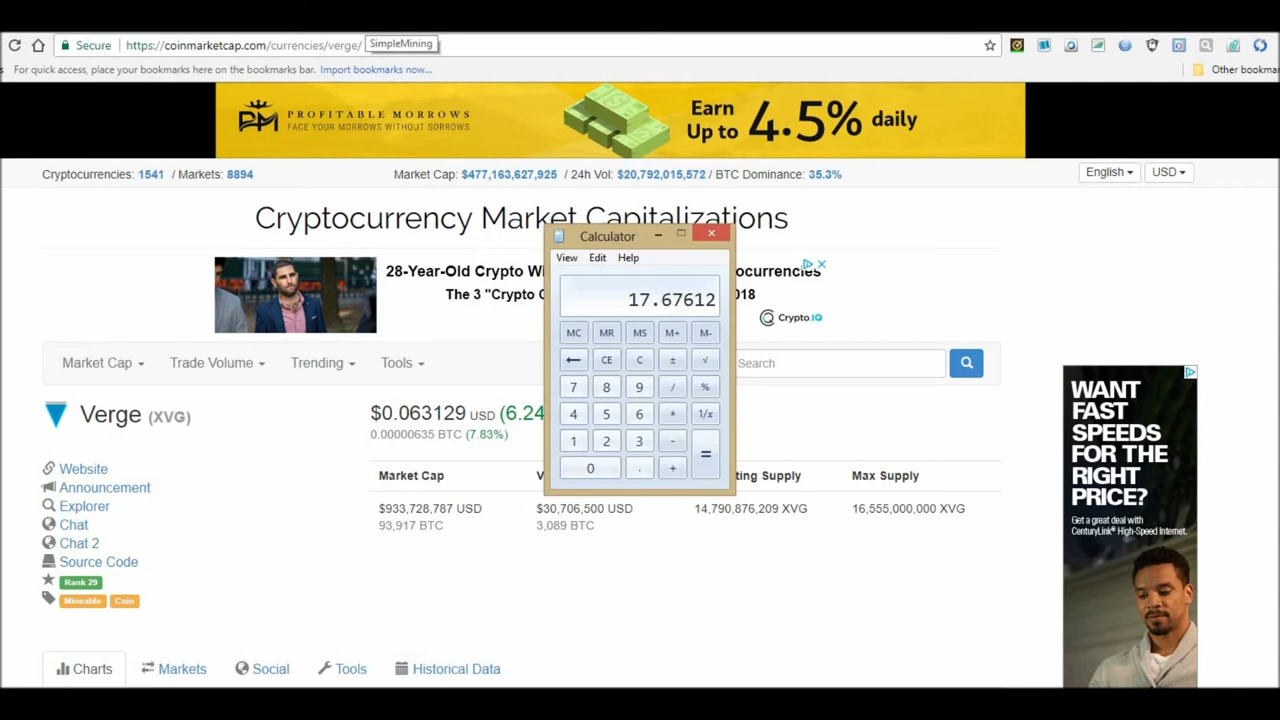 Secure
https://coinmarketcap.com/currencies/verge/
SimpleMining
For quick access, place your bookmarks here on the bookmarks bar. Import bookmarks now...
Other bookmar
PM
PROFITABLE MORROWS
FACE YOUR MORROWS WITHOUT SORROWS
Earn
Up to 4.5% daily
Cryptocurrencies: 1541 / Markets: 8894
Market Cap: $477,163,627,925 / 24h Vol: $20,792,015,572 / BTC Dominance: 35.3%
English
USD
Cryptocurrency Market Capitalizations
28-Year-Old Crypto Wi
tocurrencies
The 3 "Crypto C
018
Crypto.IQ
Calculator
View Edit Help
17.67612
MC MR MS M+ M-
← CE C ± √
7 8 9 / %
4 5 6 * 1/x
1 2 3 - =
0 . +
Market Cap
Trade Volume
Trending
Tools
Search
Verge (XVG)
$0.063129 USD (6.24
0.00000635 BTC (7.83%)
Market Cap
V
ting Supply
Max Supply
$933,728,787 USD
$30,706,500 USD
14,790,876,209 XVG
16,555,000,000 XVG
93,917 BTC
3,089 BTC
Website
Announcement
Explorer
Chat
Chat 2
Source Code
Rank 29
Mineable Coin
Charts
Markets
Social
Tools
Historical Data
WANT
FAST
SPEEDS FOR
THE
RIGHT
PRICE?
Get a great deal with
CenturyLink® High-Speed Internet.